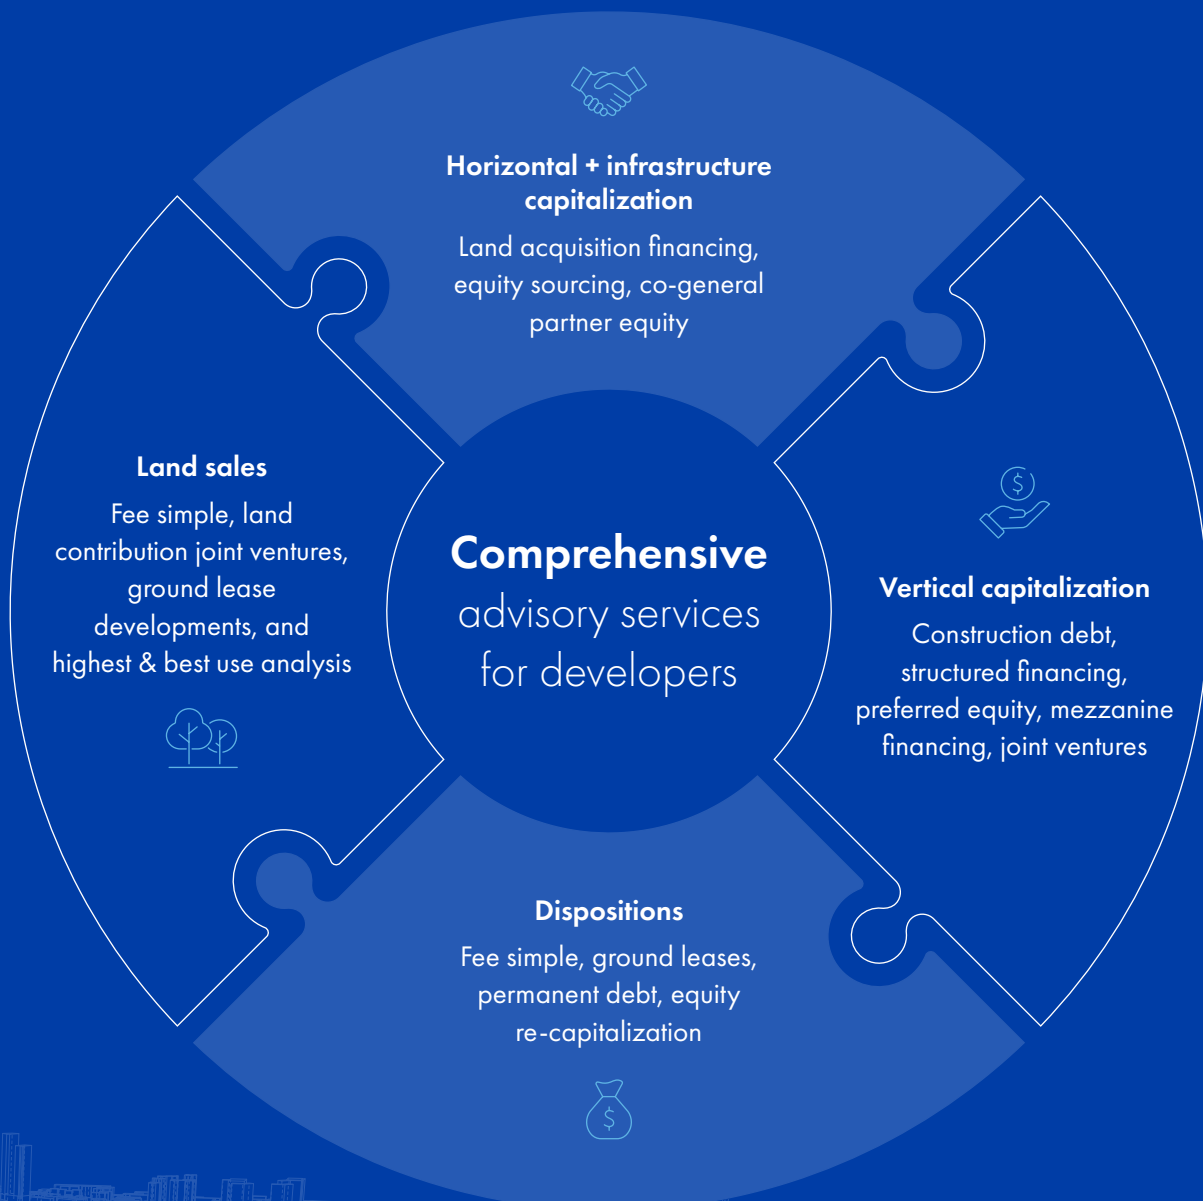 Horizontal + infrastructure
capitalization
Land acquisition financing,
equity sourcing, co-general
partner equity
Land sales
Fee simple, land
contribution joint ventures,
ground lease
developments, and
highest & best use analysis
Comprehensive
advisory services
for developers
$
Vertical capitalization
Construction debt,
structured financing,
preferred equity, mezzanine
financing, joint ventures
Dispositions
Fee simple, ground leases,
permanent debt, equity
re-capitalization
$